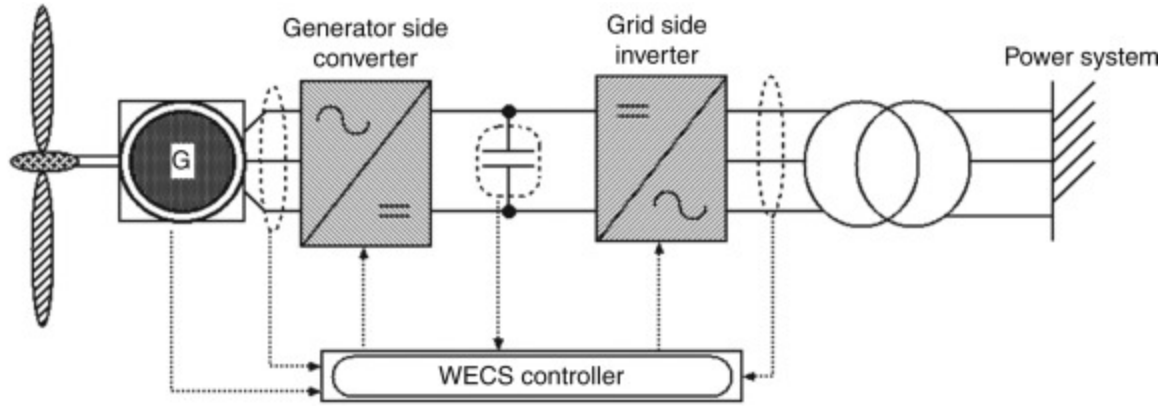 Generator side
converter
Grid side
inverter
Power system
G
WECS controller